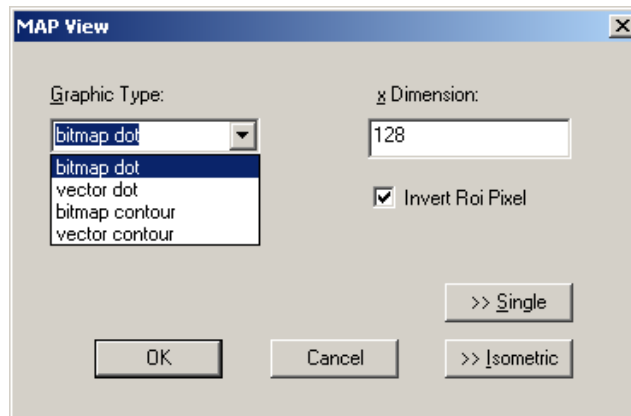 MAP View
Graphic Type:
x Dimension:
bitmap dot
128
bitmap dot
vector dot
bitmap contour
vector contour
Invert Roi Pixel
>> Single
OK
Cancel
>> Isometric